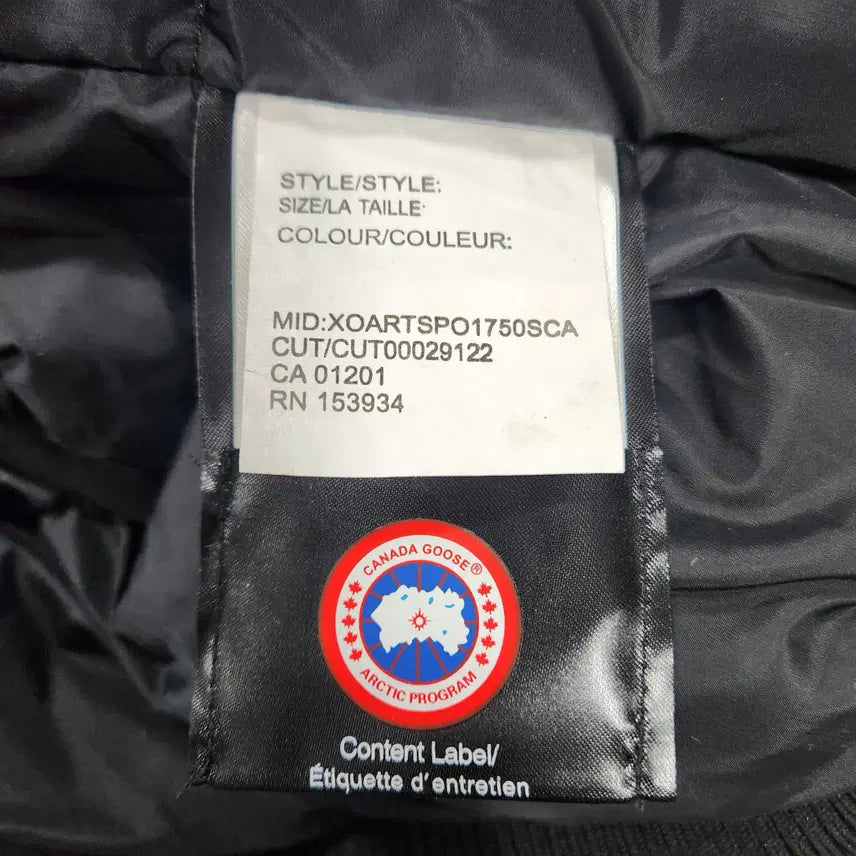 STYLE/STYLE:
SIZE/LA TAILLE:
COLOUR/COULEUR:
MID:XOARTSPO1750SCA
CUT/CUT00029122
CA 01201
RN 153934
CANADA GOOSE®
ARCTIC PROGRAM
Content Label/
Étiquette d'entretien